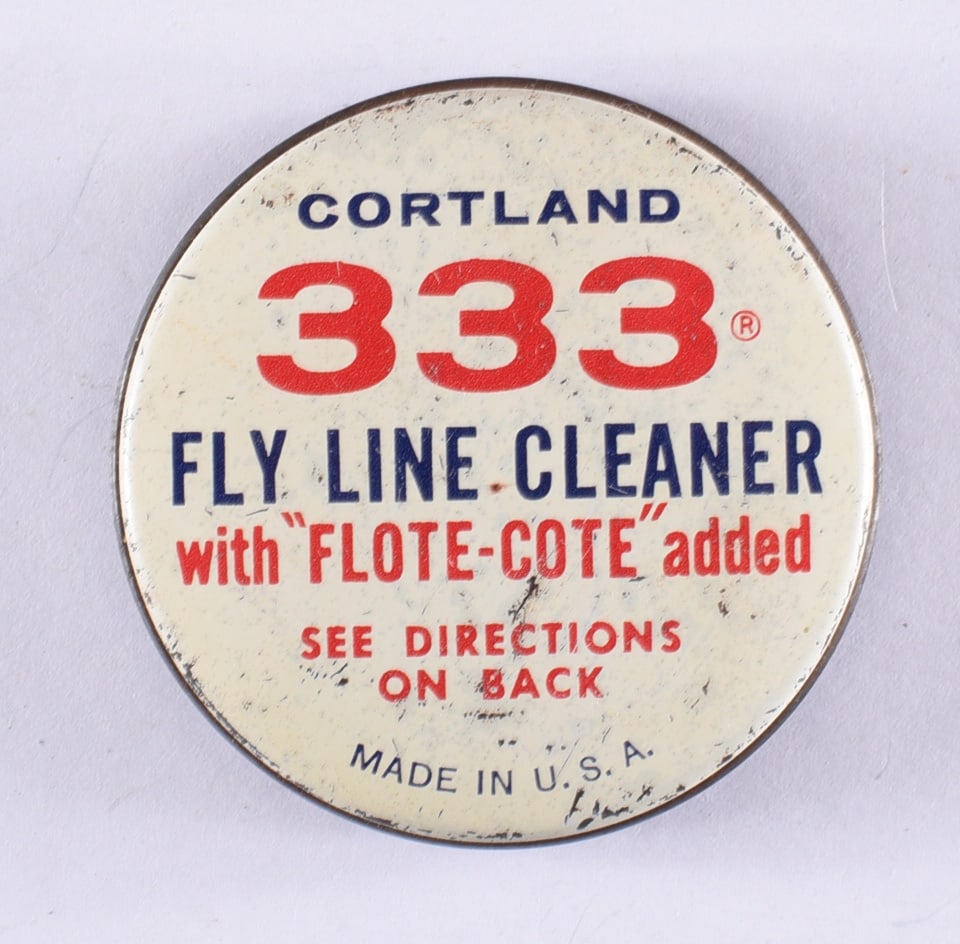 CORTLAND
333®
FLY LINE CLEANER
with "FLOTE-COTE" added
SEE DIRECTIONS
ON BACK
MADE IN U.S.A.